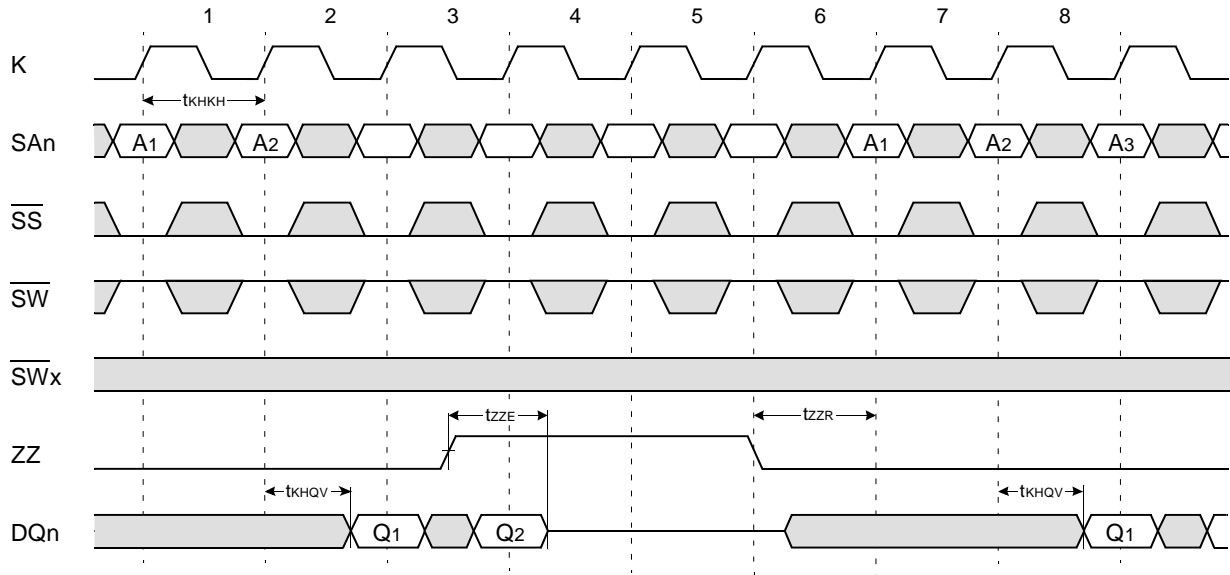 1 2 3 4 5 6 7 8
K
tKHKH
SAn A1 A2 A1 A2 A3
SS
SW
SWx
tZZE tZZR
ZZ
tKHQV tKHQV
DQn Q1 Q2 Q1